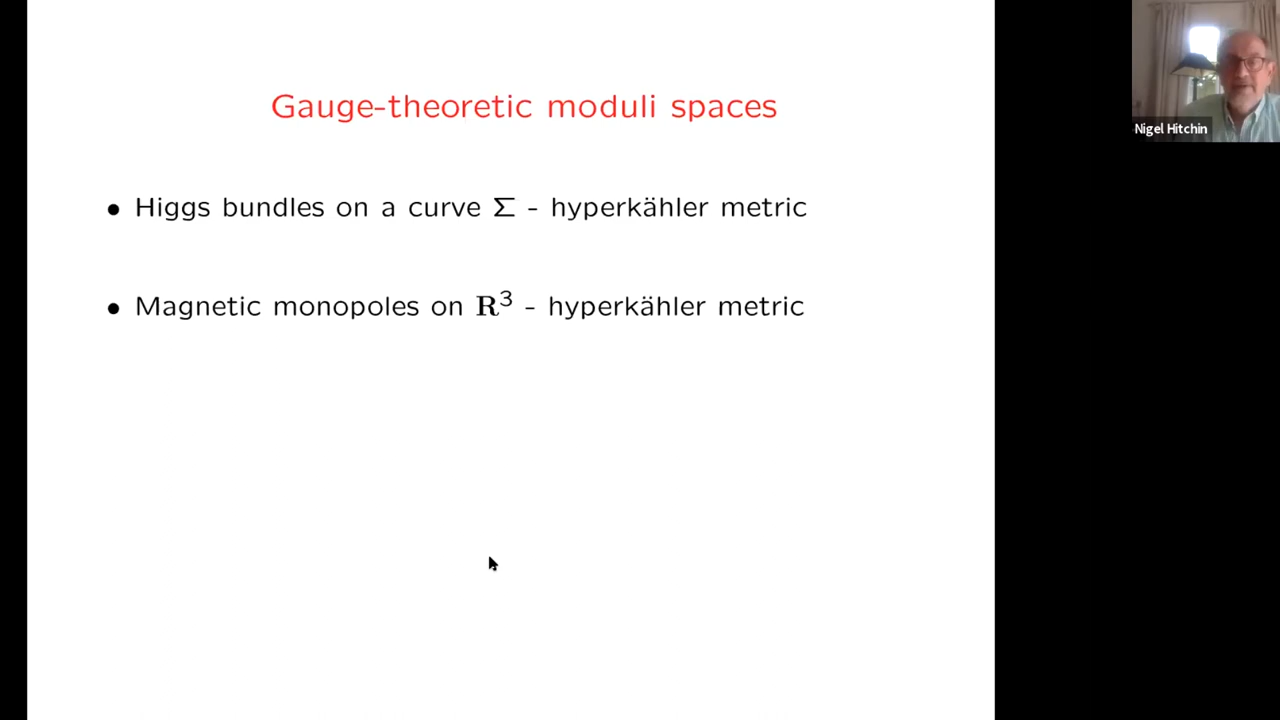 Gauge-theoretic moduli spaces
• Higgs bundles on a curve Σ - hyperkähler metric
• Magnetic monopoles on R³ - hyperkähler metric
Nigel Hitchin